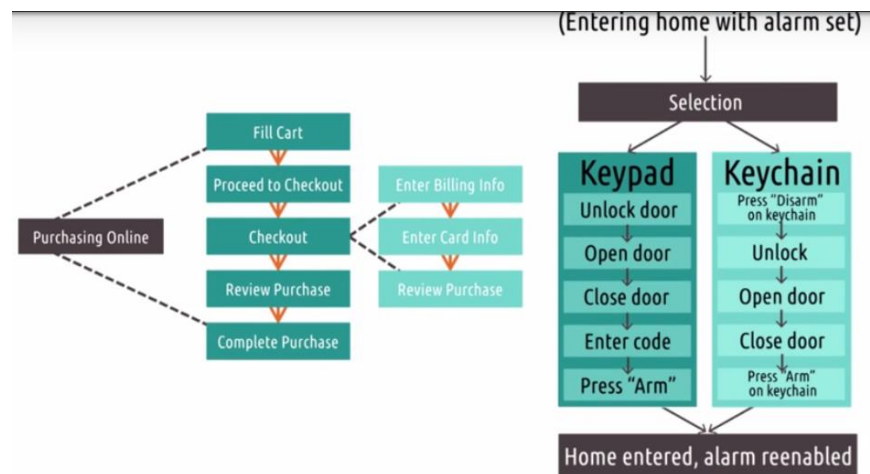 Purchasing Online
Fill Cart
Proceed to Checkout
Checkout
Review Purchase
Complete Purchase
Enter Billing Info
Enter Card Info
Review Purchase
(Entering home with alarm set)
Selection
Keypad
Unlock door
Open door
Close door
Enter code
Press “Arm”
Keychain
Press “Disarm”
on keychain
Unlock
Open door
Close door
Press “Arm”
on keychain
Home entered, alarm reenabled